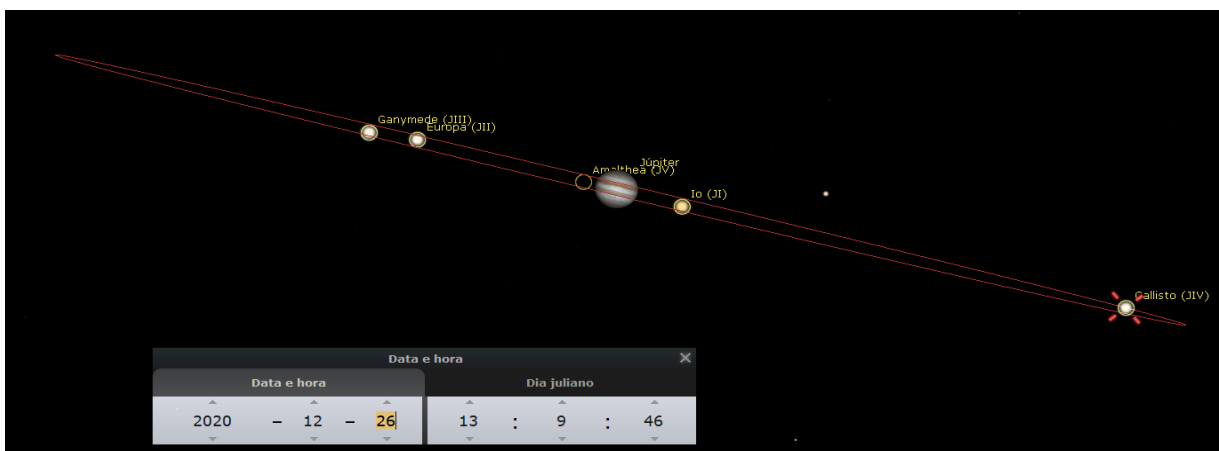 Ganymede (JIII)
Europa (JII)
Júpiter
Amalthea (JV)
Io (JI)
Callisto (JIV)
Data e hora
Data e hora
Dia juliano
2020 – 12 – 26 13 : 9 : 46